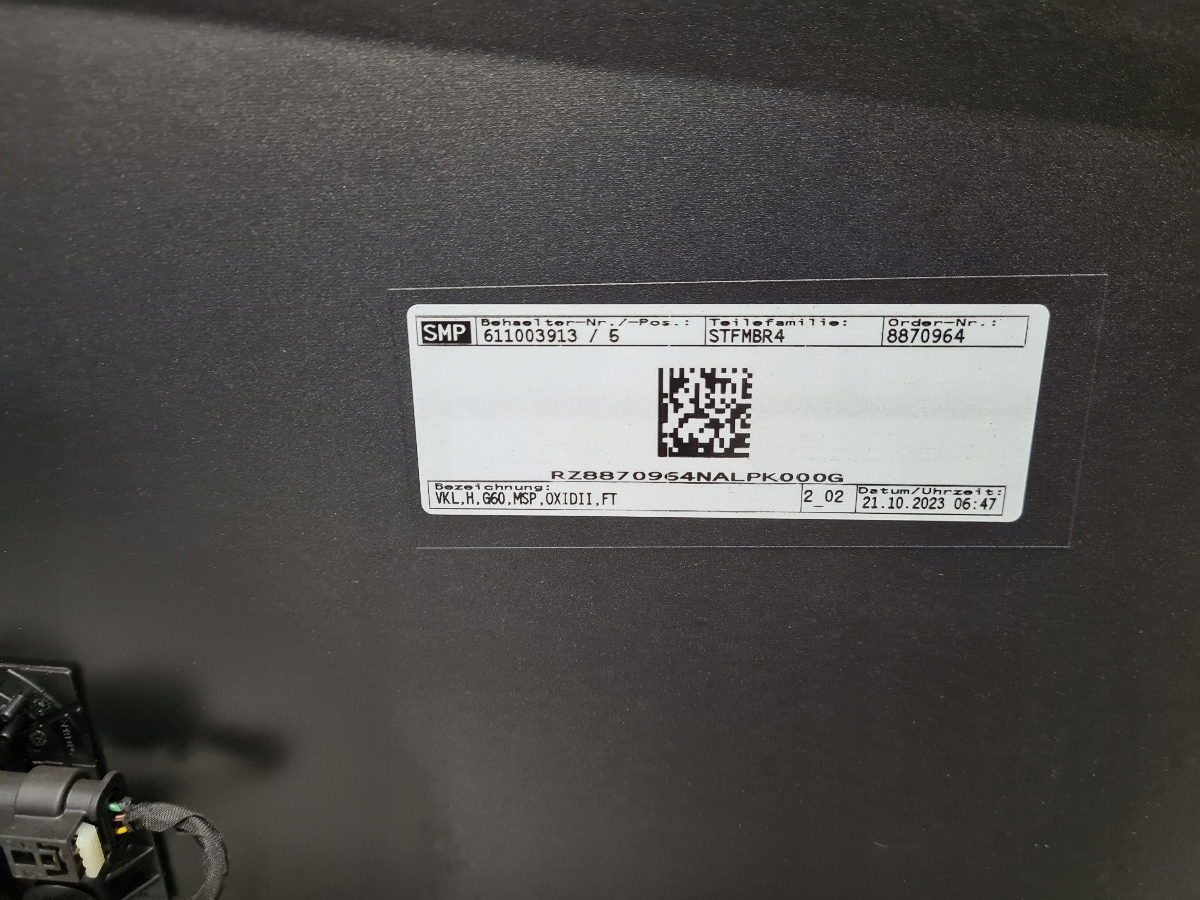 SMP Behaelter-Nr./-Pos.: Teilefamilie: Order-Nr.:
611003913 / 5 STFMBR4 8870964
RZ8870964NALPK000G
Bezeichnung: 2_02 Datum/Uhrzeit:
VKL,H,G60,MSP,OXIDII,FT 21.10.2023 06:47